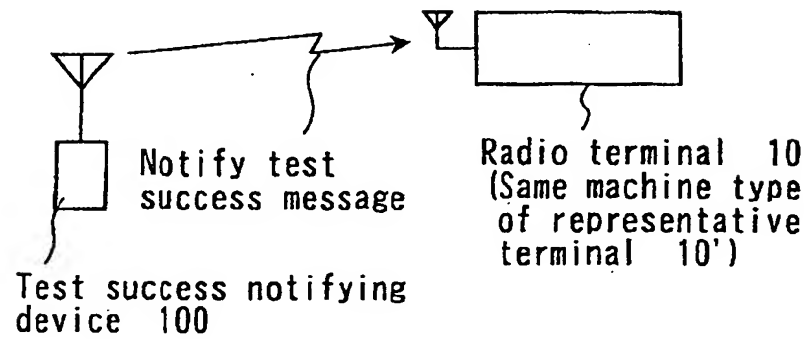 Notify test
success message
Radio terminal 10
(Same machine type
of representative
terminal 10')
Test success notifying
device 100